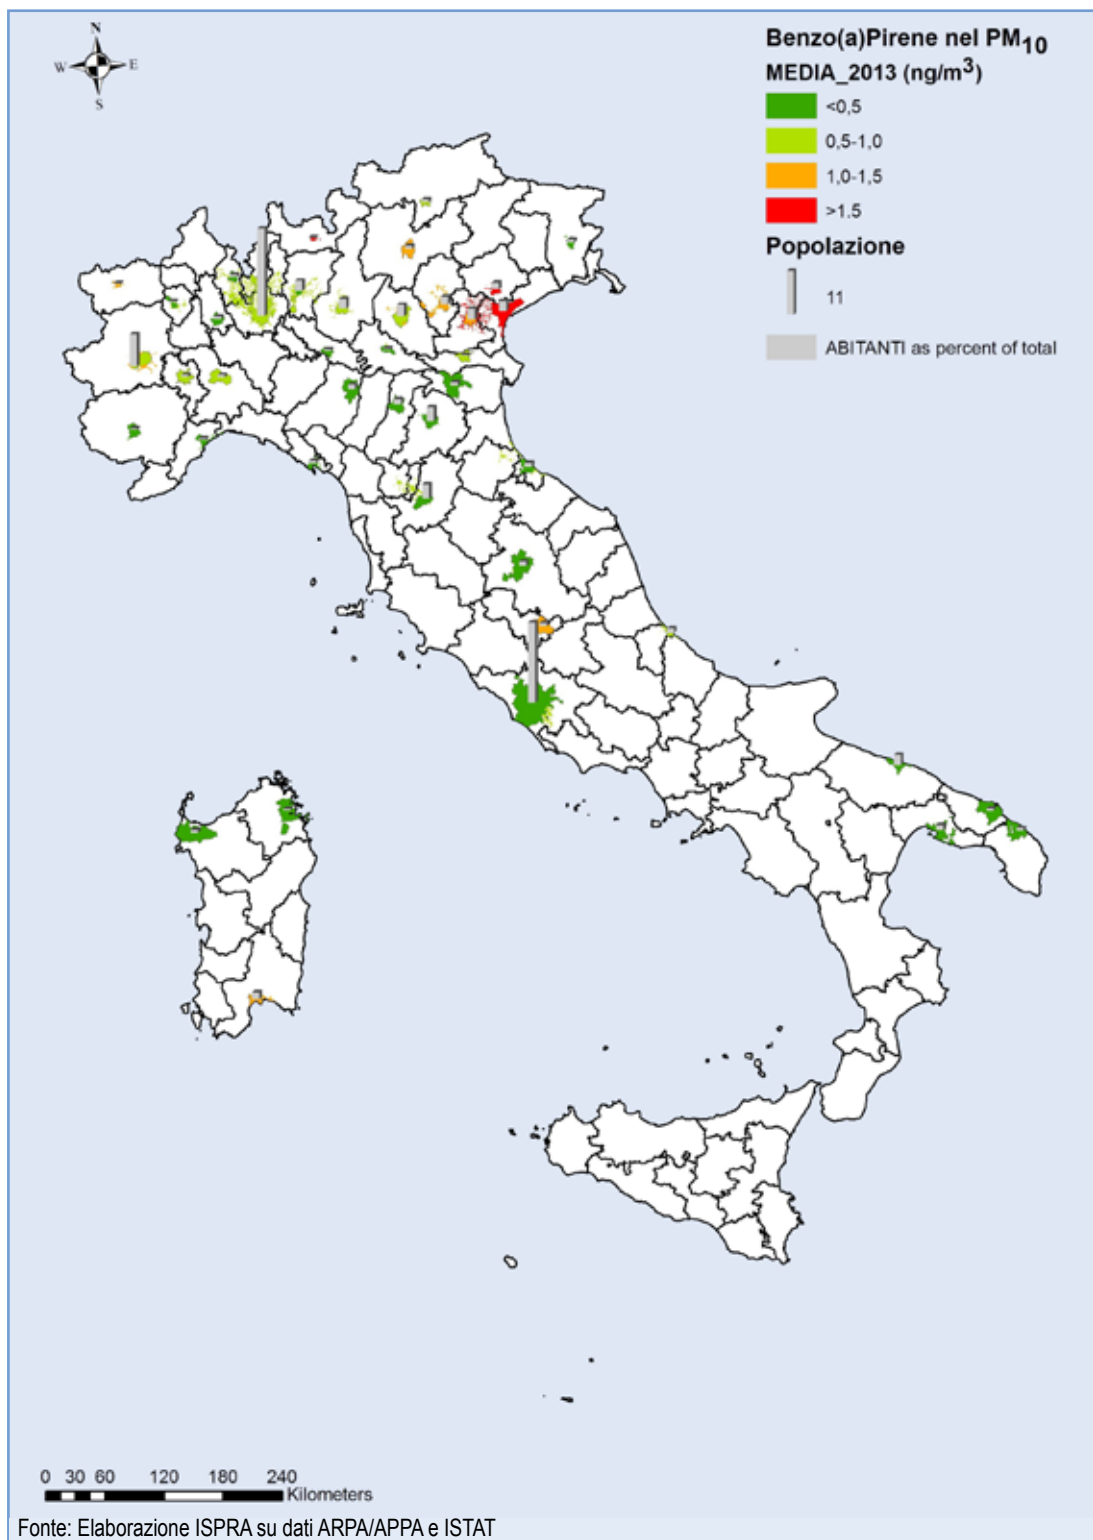 N
W E
S
Benzo(a)Pirene nel PM10
MEDIA_2013 (ng/m3)
<0,5
0,5-1,0
1,0-1,5
>1.5
Popolazione
11
ABITANTI as percent of total
0 30 60 120 180 240
Kilometers
Fonte: Elaborazione ISPRA su dati ARPA/APPA e ISTAT